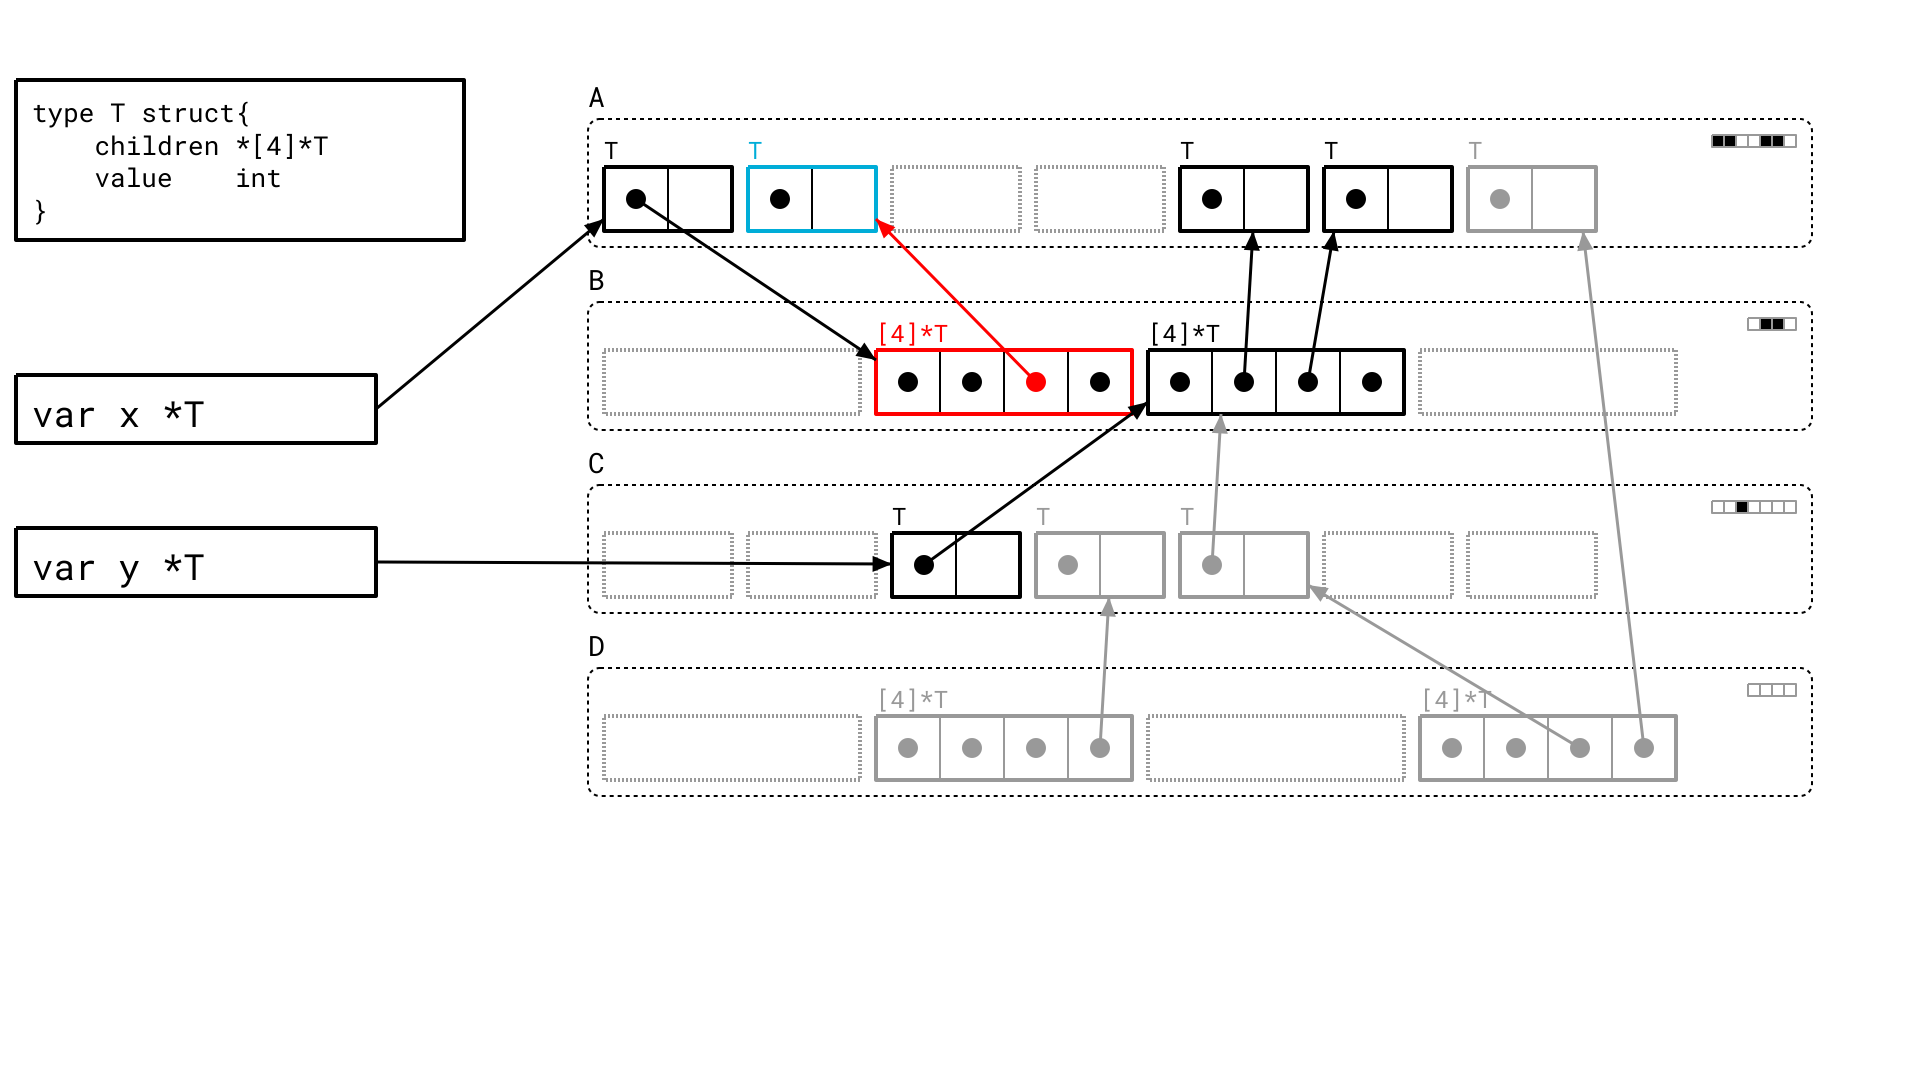 type T struct{
    children *[4]*T
    value    int
}
var x *T
var y *T
A
T T T T T
B
[4]*T [4]*T
C
T T T
D
[4]*T [4]*T